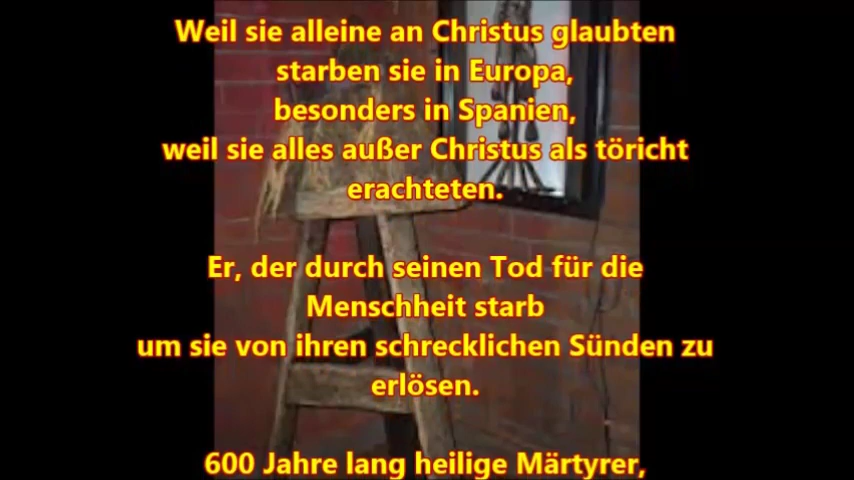 Weil sie alleine an Christus glaubten
starben sie in Europa,
besonders in Spanien,
weil sie alles außer Christus als töricht
erachteten.
Er, der durch seinen Tod für die
Menschheit starb
um sie von ihren schrecklichen Sünden zu
erlösen.
600 Jahre lang heilige Märtyrer,